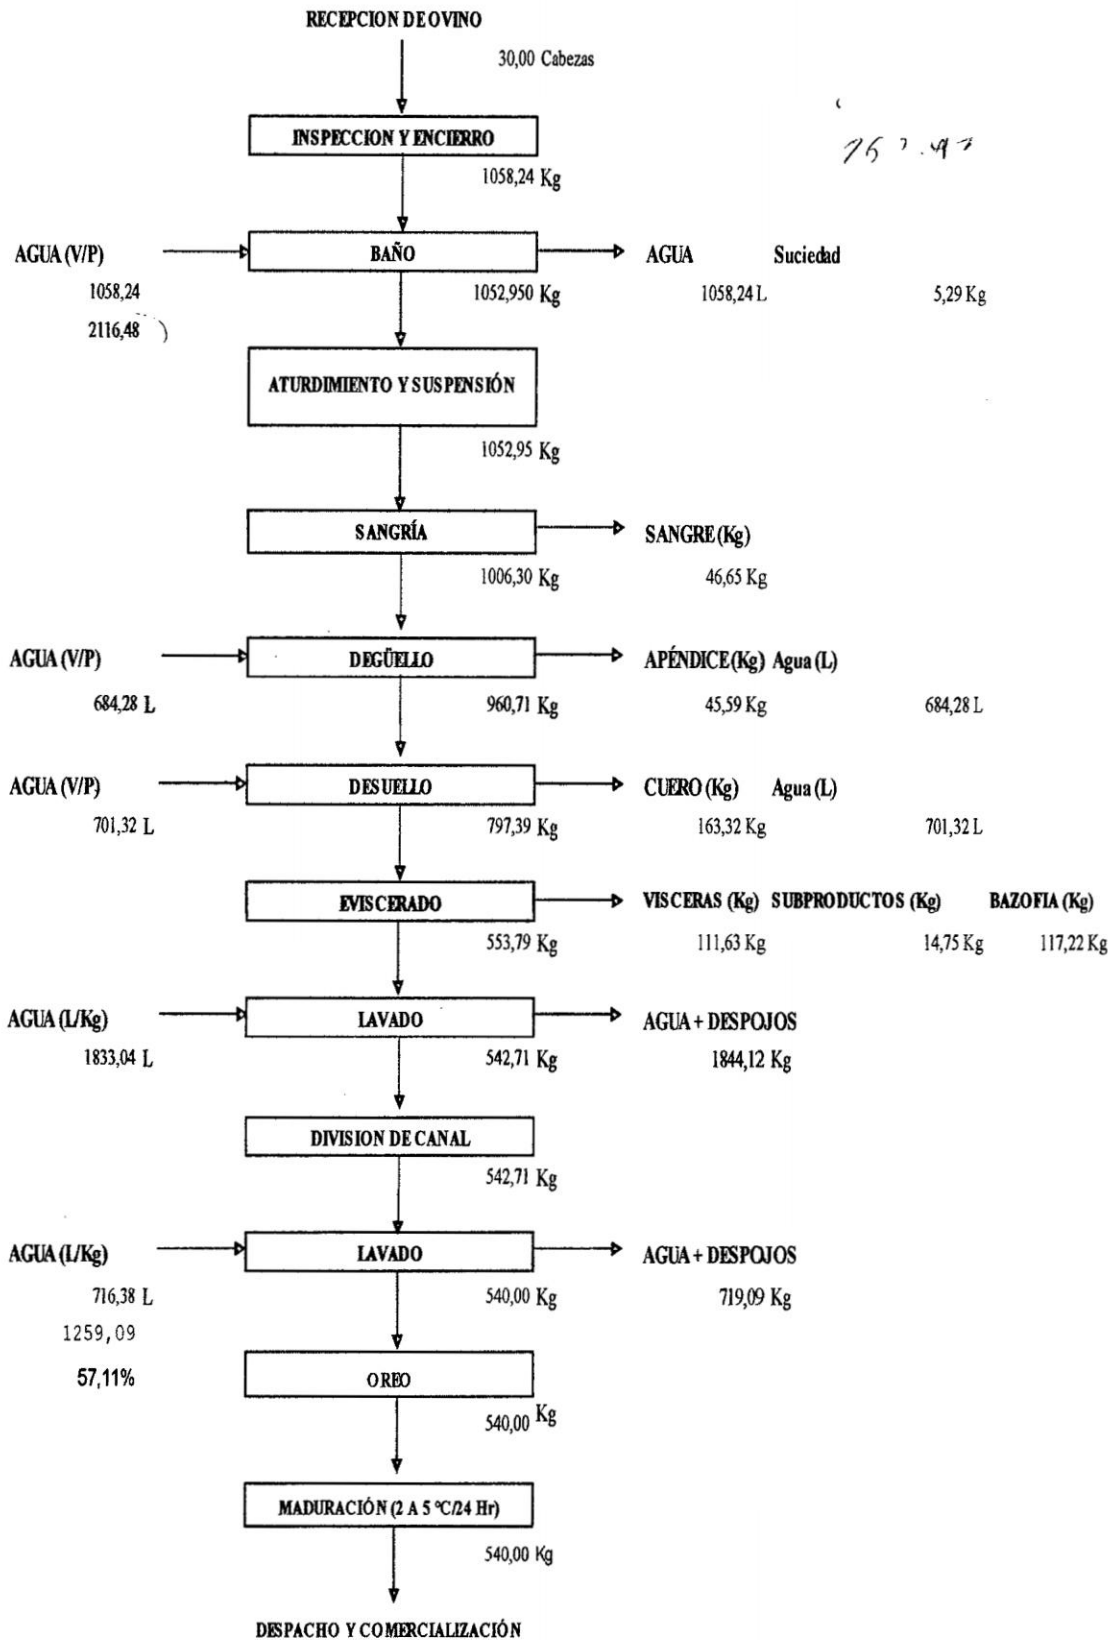 RECEPCION DE OVINO
30,00 Cabezas
INSPECCION Y ENCIERRO
1058,24 Kg
AGUA (V/P) BAÑO AGUA Suciedad
1058,24 1052,950 Kg 1058,24 L 5,29 Kg
2116,48
ATURDIMIENTO Y SUSPENSIÓN
1052,95 Kg
SANGRÍA SANGRE (Kg)
1006,30 Kg 46,65 Kg
AGUA (V/P) DEGÜELLO APÉNDICE (Kg) Agua (L)
684,28 L 960,71 Kg 45,59 Kg 684,28 L
AGUA (V/P) DESUELLO CUERO (Kg) Agua (L)
701,32 L 797,39 Kg 163,32 Kg 701,32 L
EVISCERADO VISCERAS (Kg) SUBPRODUCTOS (Kg) BAZOFIA (Kg)
553,79 Kg 111,63 Kg 14,75 Kg 117,22 Kg
AGUA (L/Kg) LAVADO AGUA + DESPOJOS
1833,04 L 542,71 Kg 1844,12 Kg
DIVISION DE CANAL
542,71 Kg
AGUA (L/Kg) LAVADO AGUA + DESPOJOS
716,38 L 540,00 Kg 719,09 Kg
1259,09
57,11% OREO
540,00 Kg
MADURACIÓN (2 A 5 °C/24 Hr)
540,00 Kg
DESPACHO Y COMERCIALIZACIÓN